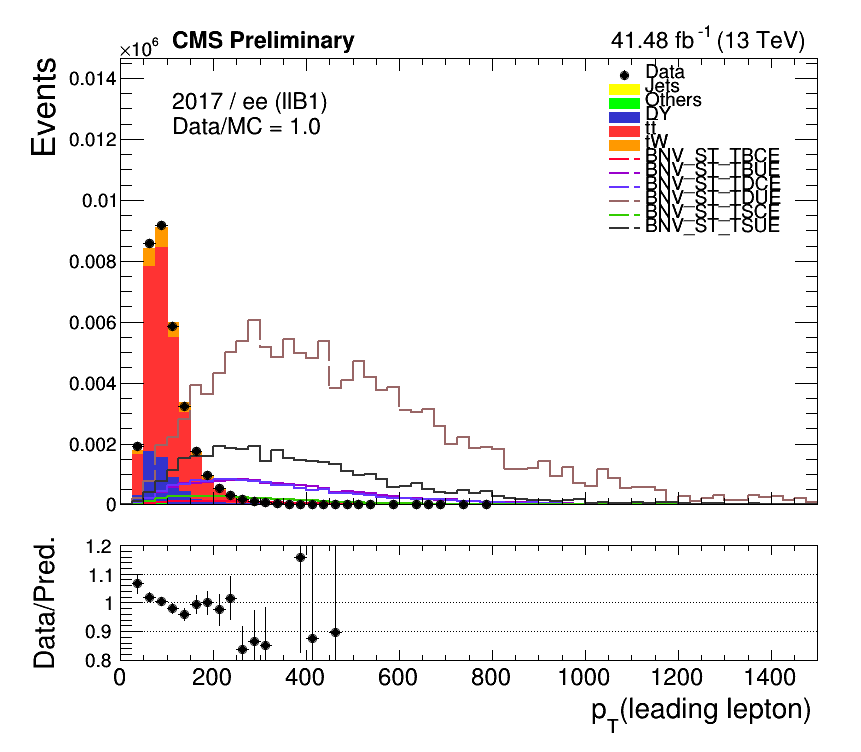 ×10⁶ CMS Preliminary 41.48 fb⁻¹ (13 TeV)
Events
2017 / ee (llB1)
Data/MC = 1.0
Data
Jets
Others
DY
tt
tW
BNV_ST_TBCE
BNV_ST_TBUE
BNV_ST_TDCE
BNV_ST_TDUE
BNV_ST_TSCE
BNV_ST_TSUE
0.014
0.012
0.01
0.008
0.006
0.004
0.002
0
Data/Pred.
1.2
1.1
1
0.9
0.8
0 200 400 600 800 1000 1200 1400
p_T(leading lepton)